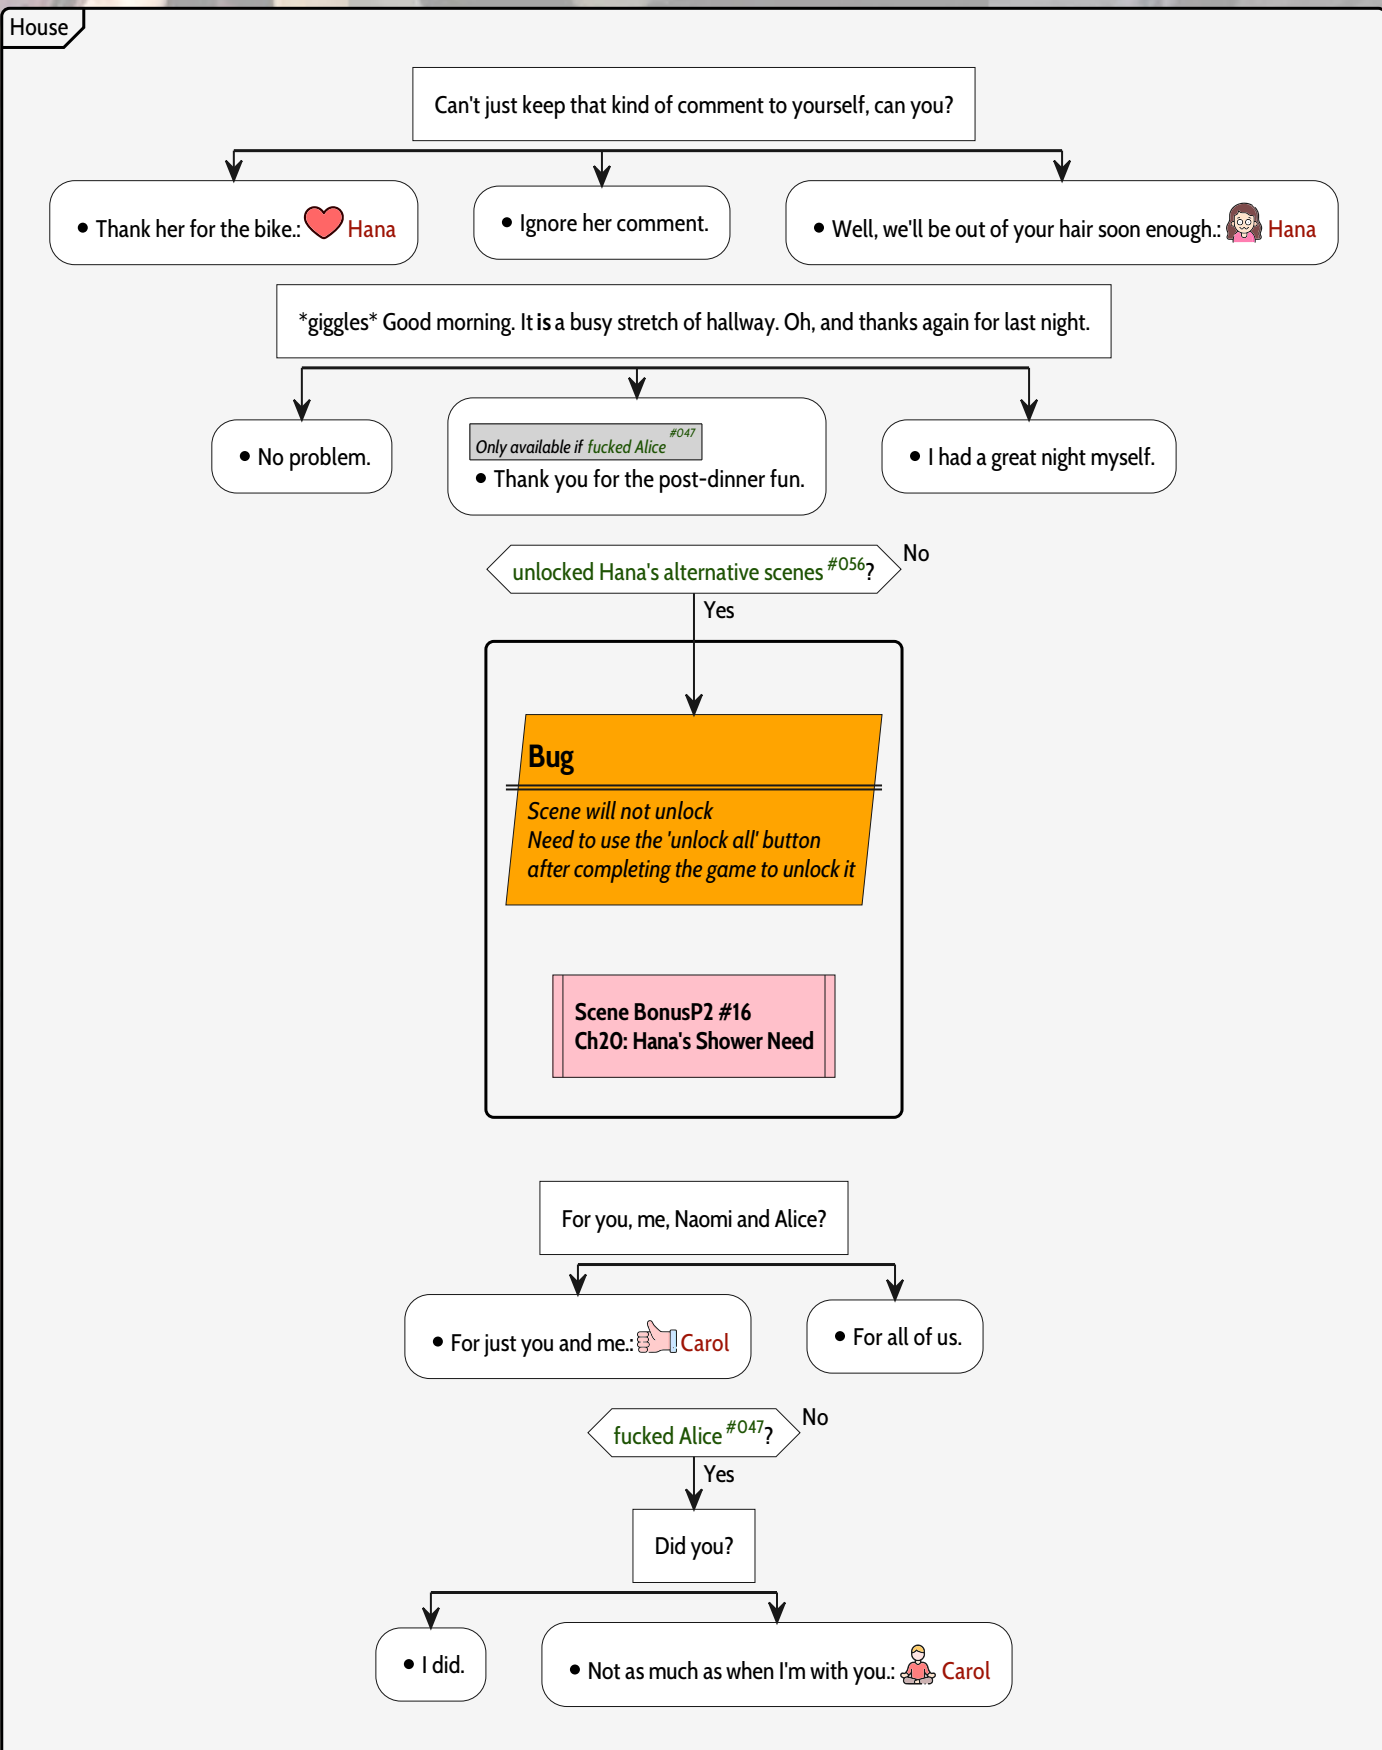 House
Can't just keep that kind of comment to yourself, can you?
• Thank her for the bike.: Hana
• Ignore her comment.
• Well, we'll be out of your hair soon enough.: Hana
*giggles* Good morning. It is a busy stretch of hallway. Oh, and thanks again for last night.
• No problem.
Only available if fucked Alice #047
• Thank you for the post-dinner fun.
• I had a great night myself.
unlocked Hana's alternative scenes #056?
No
Yes
Bug
Scene will not unlock
Need to use the 'unlock all' button
after completing the game to unlock it
Scene BonusP2 #16
Ch20: Hana's Shower Need
For you, me, Naomi and Alice?
• For just you and me.: Carol
• For all of us.
fucked Alice #047?
No
Yes
Did you?
• I did.
• Not as much as when I'm with you.: Carol